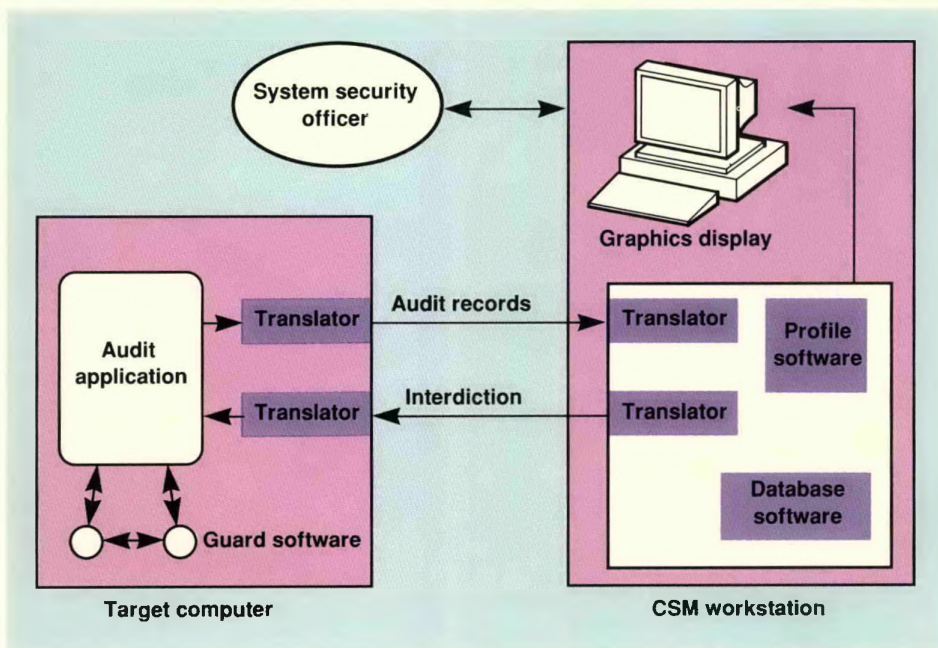 System security
officer
Graphics display
Audit
application
Translator
Translator
Guard software
Target computer
Audit records
Interdiction
Translator
Translator
Profile
software
Database
software
CSM workstation